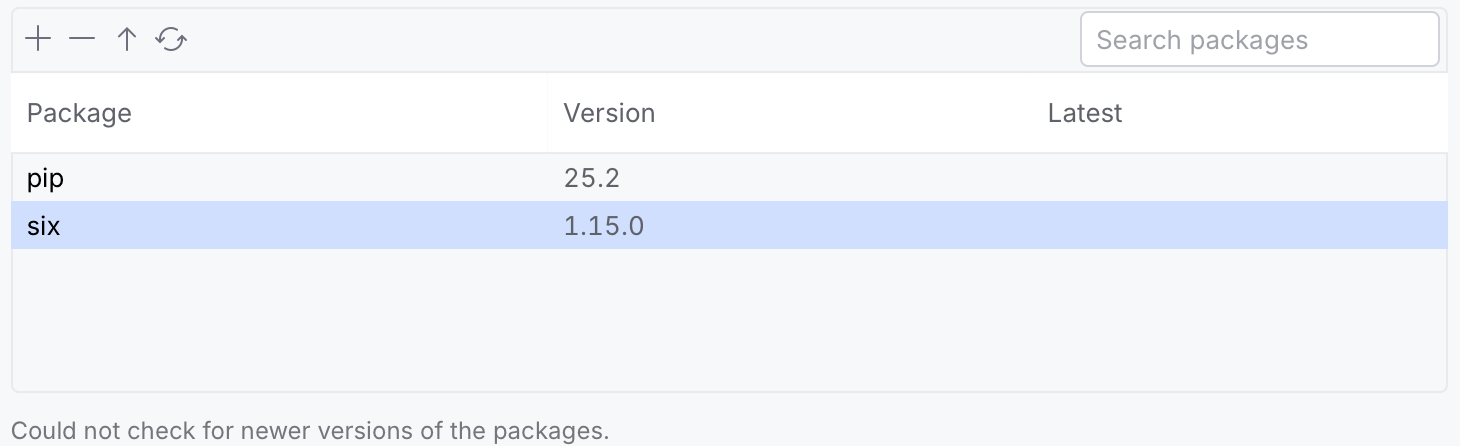 Search packages
Package Version Latest
pip 25.2
six 1.15.0
Could not check for newer versions of the packages.